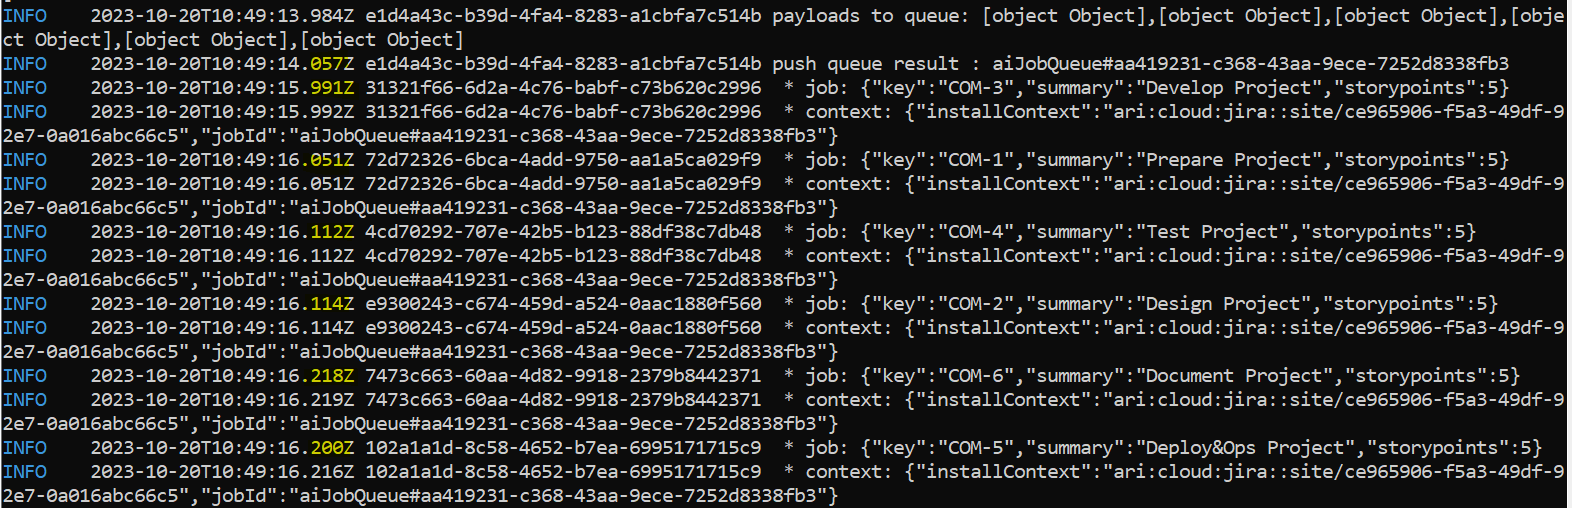 INFO    2023-10-20T10:49:13.984Z e1d4a43c-b39d-4fa4-8283-a1cbfa7c514b payloads to queue: [object Object],[object Object],[object Object],[obje
ct Object],[object Object],[object Object]
INFO    2023-10-20T10:49:14.057Z e1d4a43c-b39d-4fa4-8283-a1cbfa7c514b push queue result : aiJobQueue#aa419231-c368-43aa-9ece-7252d8338fb3
INFO    2023-10-20T10:49:15.991Z 31321f66-6d2a-4c76-babf-c73b620c2996  * job: {"key":"COM-3","summary":"Develop Project","storypoints":5}
INFO    2023-10-20T10:49:15.992Z 31321f66-6d2a-4c76-babf-c73b620c2996  * context: {"installContext":"ari:cloud:jira::site/ce965906-f5a3-49df-9
2e7-0a016abc66c5","jobId":"aiJobQueue#aa419231-c368-43aa-9ece-7252d8338fb3"}
INFO    2023-10-20T10:49:16.051Z 72d72326-6bca-4add-9750-aa1a5ca029f9  * job: {"key":"COM-1","summary":"Prepare Project","storypoints":5}
INFO    2023-10-20T10:49:16.051Z 72d72326-6bca-4add-9750-aa1a5ca029f9  * context: {"installContext":"ari:cloud:jira::site/ce965906-f5a3-49df-9
2e7-0a016abc66c5","jobId":"aiJobQueue#aa419231-c368-43aa-9ece-7252d8338fb3"}
INFO    2023-10-20T10:49:16.112Z 4cd70292-707e-42b5-b123-88df38c7db48  * job: {"key":"COM-4","summary":"Test Project","storypoints":5}
INFO    2023-10-20T10:49:16.112Z 4cd70292-707e-42b5-b123-88df38c7db48  * context: {"installContext":"ari:cloud:jira::site/ce965906-f5a3-49df-9
2e7-0a016abc66c5","jobId":"aiJobQueue#aa419231-c368-43aa-9ece-7252d8338fb3"}
INFO    2023-10-20T10:49:16.114Z e9300243-c674-459d-a524-0aac1880f560  * job: {"key":"COM-2","summary":"Design Project","storypoints":5}
INFO    2023-10-20T10:49:16.114Z e9300243-c674-459d-a524-0aac1880f560  * context: {"installContext":"ari:cloud:jira::site/ce965906-f5a3-49df-9
2e7-0a016abc66c5","jobId":"aiJobQueue#aa419231-c368-43aa-9ece-7252d8338fb3"}
INFO    2023-10-20T10:49:16.218Z 7473c663-60aa-4d82-9918-2379b8442371  * job: {"key":"COM-6","summary":"Document Project","storypoints":5}
INFO    2023-10-20T10:49:16.219Z 7473c663-60aa-4d82-9918-2379b8442371  * context: {"installContext":"ari:cloud:jira::site/ce965906-f5a3-49df-9
2e7-0a016abc66c5","jobId":"aiJobQueue#aa419231-c368-43aa-9ece-7252d8338fb3"}
INFO    2023-10-20T10:49:16.200Z 102a1a1d-8c58-4652-b7ea-6995171715c9  * job: {"key":"COM-5","summary":"Deploy&Ops Project","storypoints":5}
INFO    2023-10-20T10:49:16.216Z 102a1a1d-8c58-4652-b7ea-6995171715c9  * context: {"installContext":"ari:cloud:jira::site/ce965906-f5a3-49df-9
2e7-0a016abc66c5","jobId":"aiJobQueue#aa419231-c368-43aa-9ece-7252d8338fb3"}